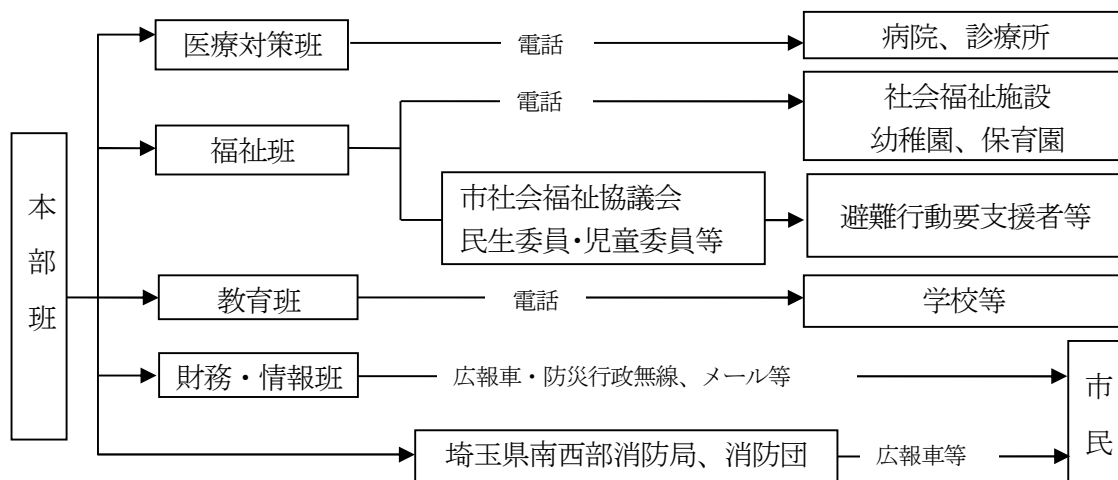 医療対策班
電話
病院、診療所
電話
社会福祉施設
幼稚園、保育園
福祉班
市社会福祉協議会
民生委員・児童委員等
避難行動要支援者等
本部班
教育班
電話
学校等
財務・情報班
広報車・防災行政無線、メール等
市民
埼玉県南西部消防局、消防団
広報車等